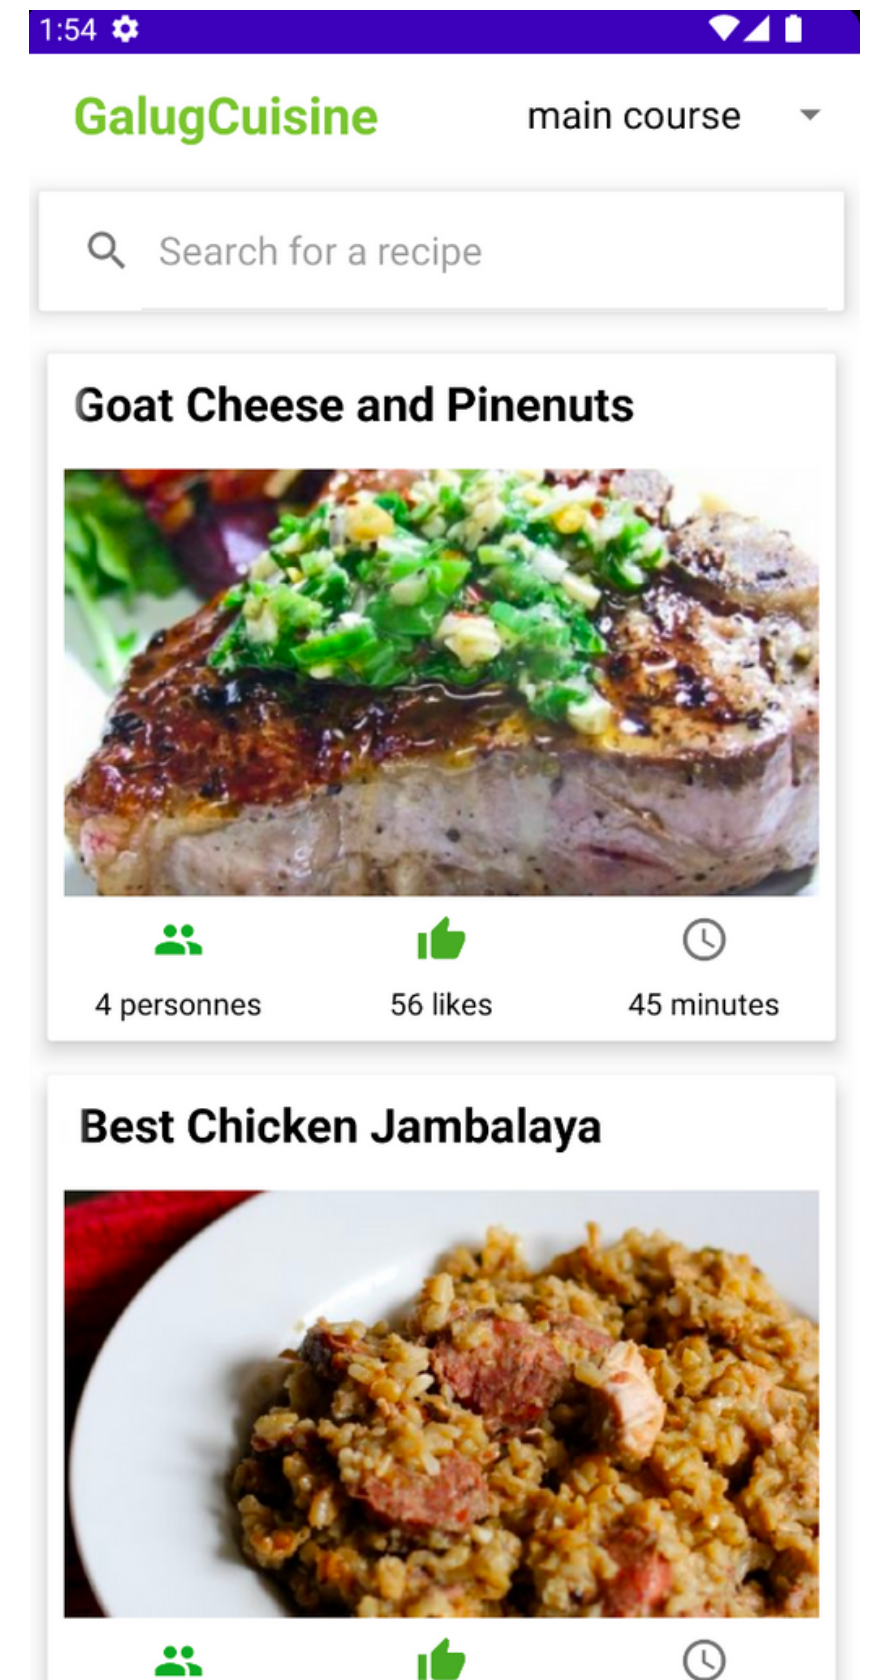 1:54
GalugCuisine
main course
Search for a recipe
Goat Cheese and Pinenuts
4 personnes
56 likes
45 minutes
Best Chicken Jambalaya